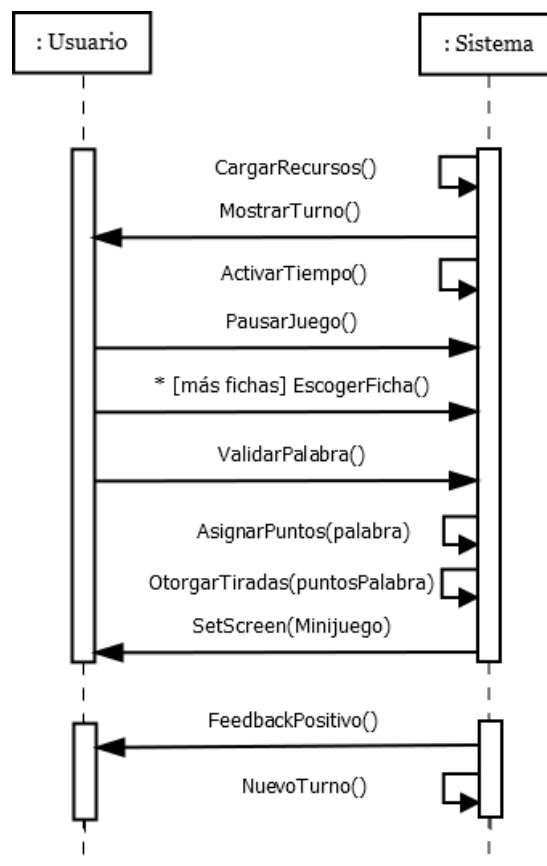 : Usuario
: Sistema
CargarRecursos()
MostrarTurno()
ActivarTiempo()
PausarJuego()
* [más fichas] EscogerFicha()
ValidarPalabra()
AsignarPuntos(palabra)
OtorgarTiradas(puntosPalabra)
SetScreen(Minijuego)
FeedbackPositivo()
NuevoTurno()